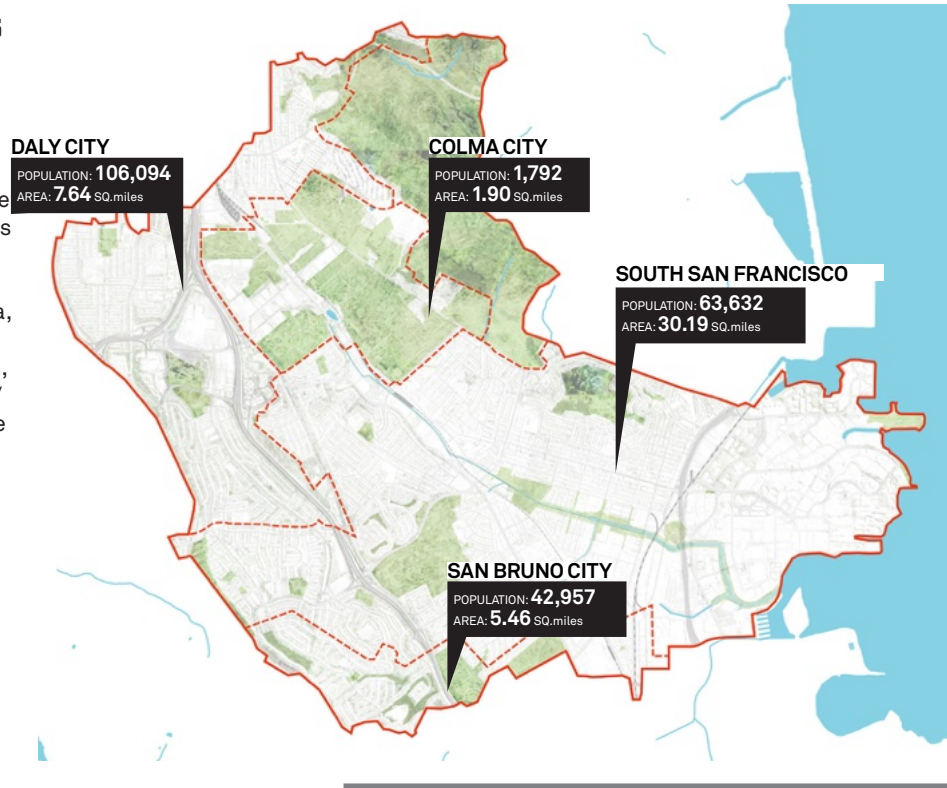 DALY CITY
POPULATION: 106,094
AREA: 7.64 SQ.miles
COLMA CITY
POPULATION: 1,792
AREA: 1.90 SQ.miles
SOUTH SAN FRANCISCO
POPULATION: 63,632
AREA: 30.19 SQ.miles
SAN BRUNO CITY
POPULATION: 42,957
AREA: 5.46 SQ.miles